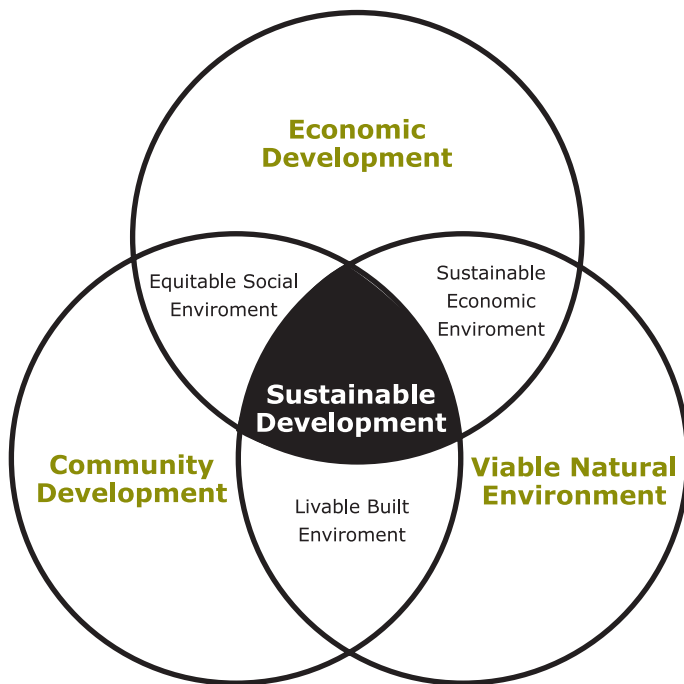 Economic
Development
Equitable Social
Enviroment
Sustainable
Economic
Enviroment
Sustainable
Development
Community
Development
Viable Natural
Environment
Livable Built
Enviroment